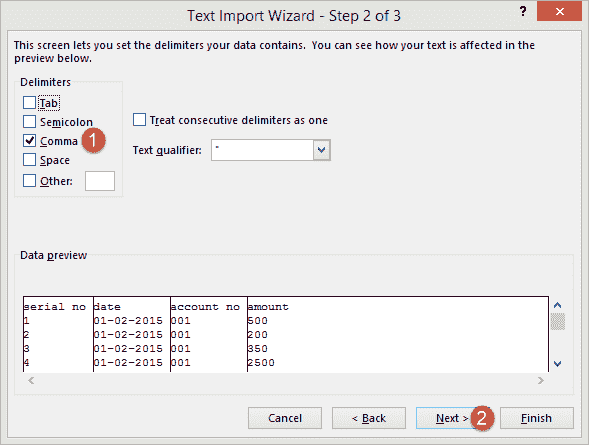 Text Import Wizard - Step 2 of 3
? ×
This screen lets you set the delimiters your data contains. You can see how your text is affected in the
preview below.
Delimiters
Tab
Semicolon
Comma 1
Space
Other:
Treat consecutive delimiters as one
Text qualifier: "
Data preview
serial no date account no amount
1 01-02-2015 001 500
2 01-02-2015 001 200
3 01-02-2015 001 350
4 01-02-2015 001 2500
Cancel < Back Next > 2 Finish